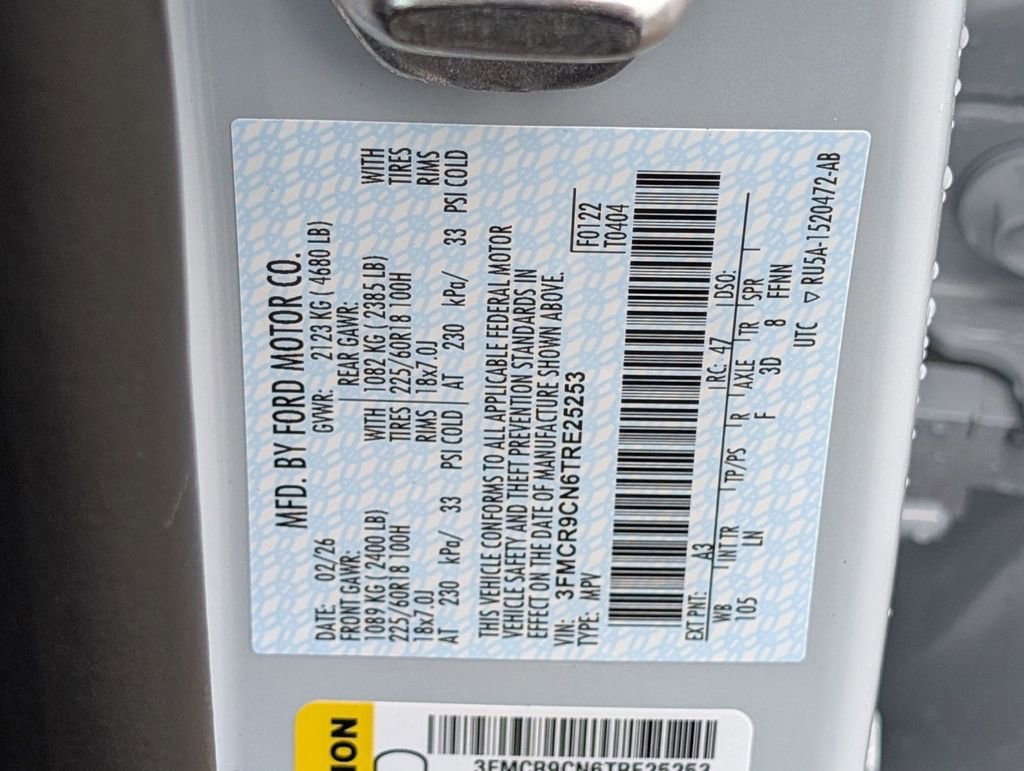 MFD. BY FORD MOTOR CO.
DATE: 02/26 GVWR: 2123 KG ( 4680 LB)
FRONT GAWR: REAR GAWR:
1089 KG ( 2400 LB) WITH 1082 KG ( 2385 LB) WITH
225/60R18 100H TIRES 225/60R18 100H TIRES
18x7.0J RIMS 18x7.0J RIMS
AT 230 kPa/ 33 PSI COLD AT 230 kPa/ 33 PSI COLD
THIS VEHICLE CONFORMS TO ALL APPLICABLE FEDERAL MOTOR
VEHICLE SAFETY AND THEFT PREVENTION STANDARDS IN
EFFECT ON THE DATE OF MANUFACTURE SHOWN ABOVE.
VIN: 3FMCR9CN6TRE25253 F0122
TYPE: MPV T0404
EXT PNT: A3 RC: 47 DSO:
WB INT TR TP/PS R AXLE TR SPR
105 LN F 3D 8 FFNN
UTC ▽ RU5A-1520472-AB
ION
3FMCR9CN6TRE25253